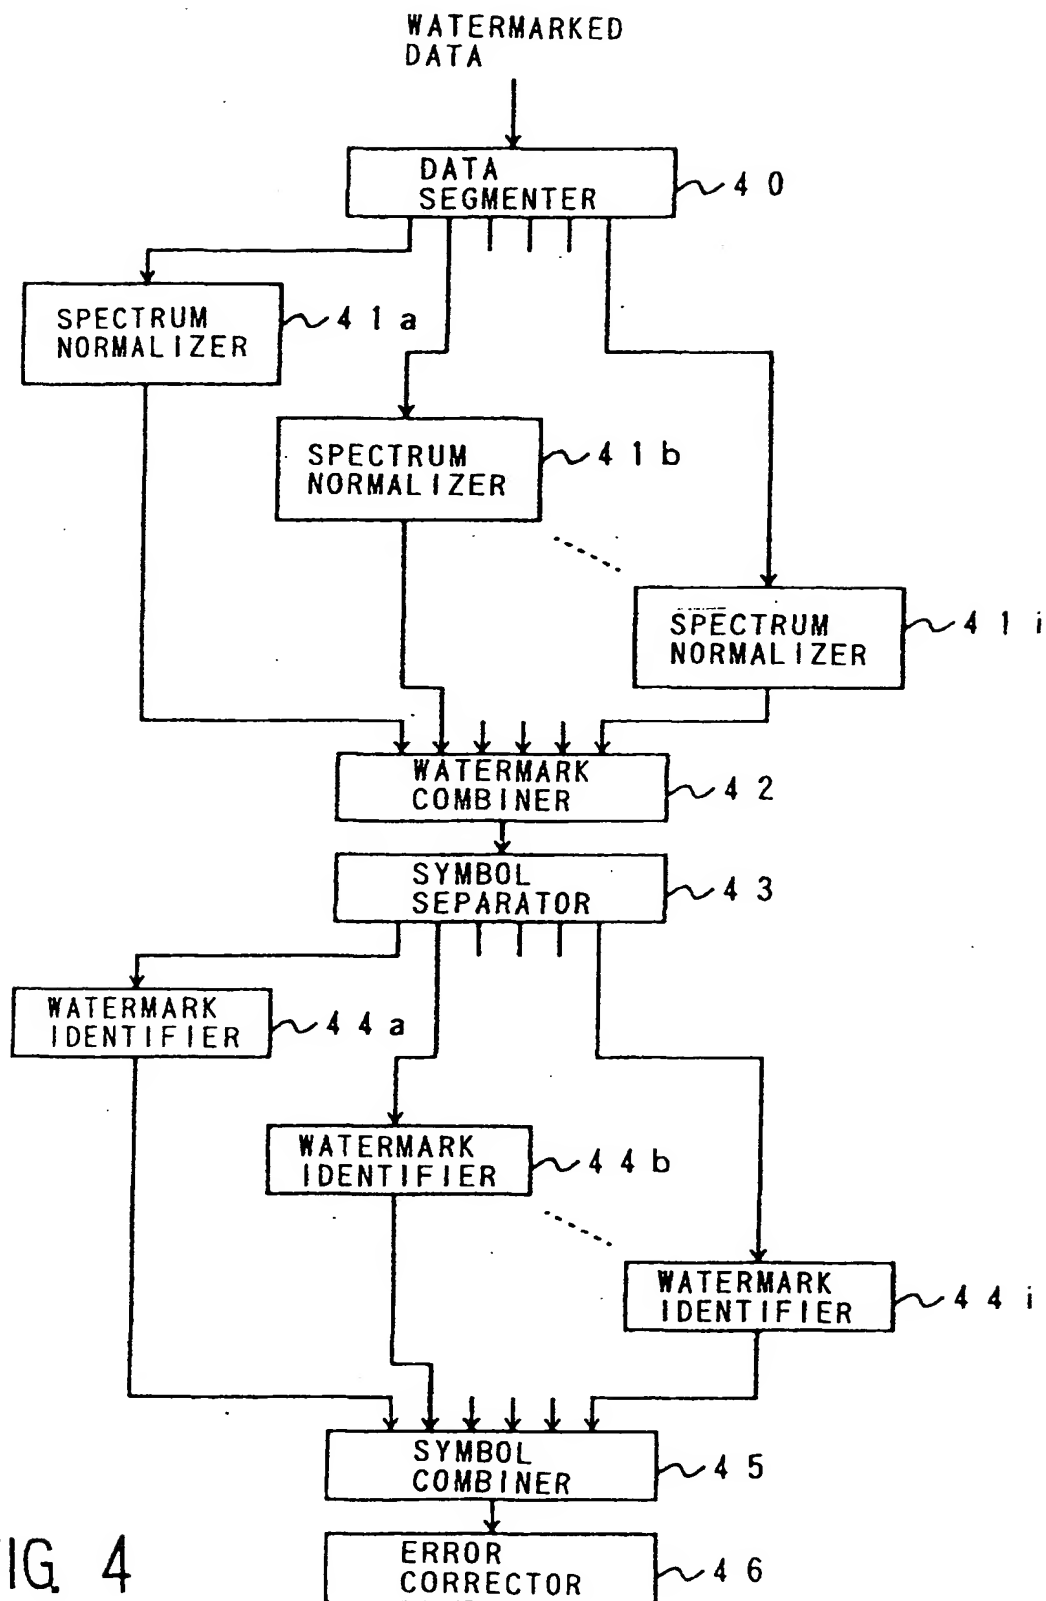 WATERMARKED
DATA
DATA
SEGMENTER
40
SPECTRUM
NORMALIZER
41a
SPECTRUM
NORMALIZER
41b
SPECTRUM
NORMALIZER
41i
WATERMARK
COMBINER
42
SYMBOL
SEPARATOR
43
WATERMARK
IDENTIFIER
44a
WATERMARK
IDENTIFIER
44b
WATERMARK
IDENTIFIER
44i
SYMBOL
COMBINER
45
ERROR
CORRECTOR
46
IG. 4